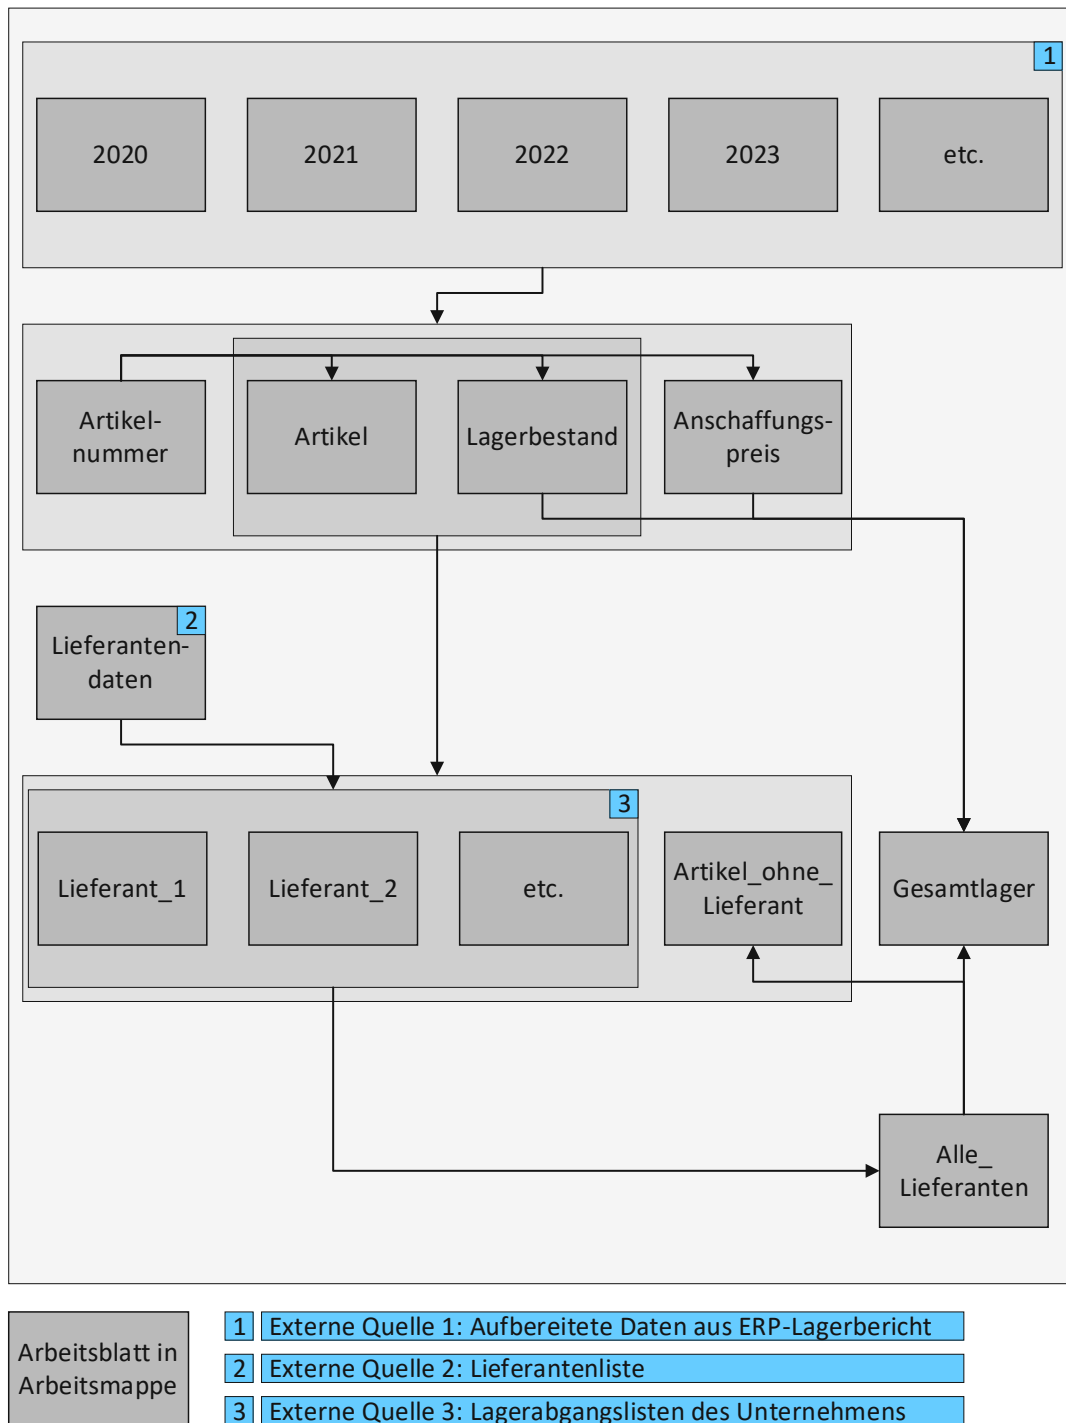 1
2020
2021
2022
2023
etc.
Artikel-
nummer
Artikel
Lagerbestand
Anschaffungs-
preis
2
Lieferanten-
daten
3
Lieferant_1
Lieferant_2
etc.
Artikel_ohne_
Lieferant
Gesamtlager
Alle_
Lieferanten
Arbeitsblatt in
Arbeitsmappe
1 Externe Quelle 1: Aufbereitete Daten aus ERP-Lagerbericht
2 Externe Quelle 2: Lieferantenliste
3 Externe Quelle 3: Lagerabgangslisten des Unternehmens